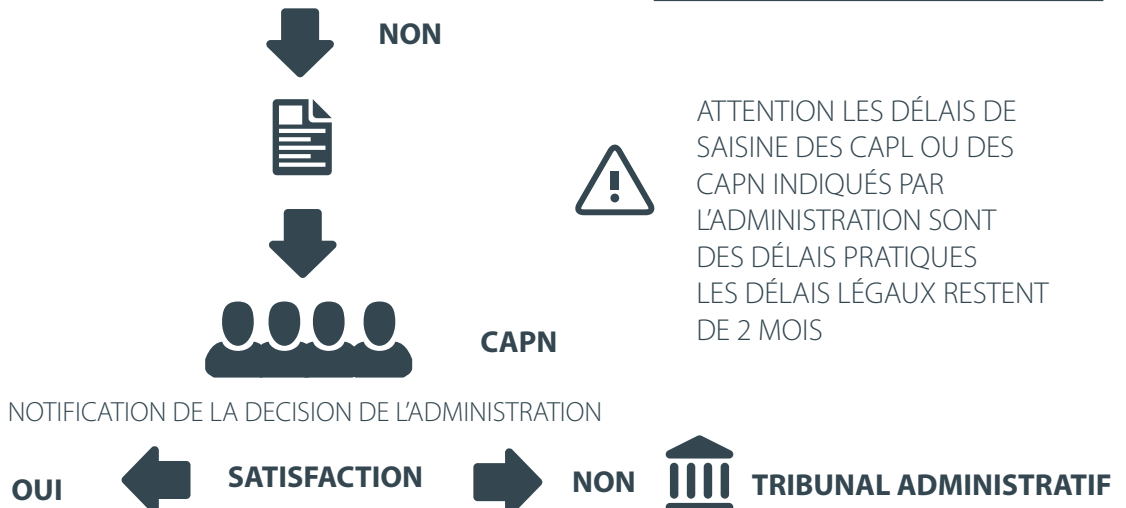 NON
ATTENTION LES DÉLAIS DE
SAISINE DES CAPL OU DES
CAPN INDIQUÉS PAR
L'ADMINISTRATION SONT
DES DÉLAIS PRATIQUES
LES DÉLAIS LÉGAUX RESTENT
DE 2 MOIS
CAPN
NOTIFICATION DE LA DECISION DE L'ADMINISTRATION
OUI SATISFACTION NON TRIBUNAL ADMINISTRATIF